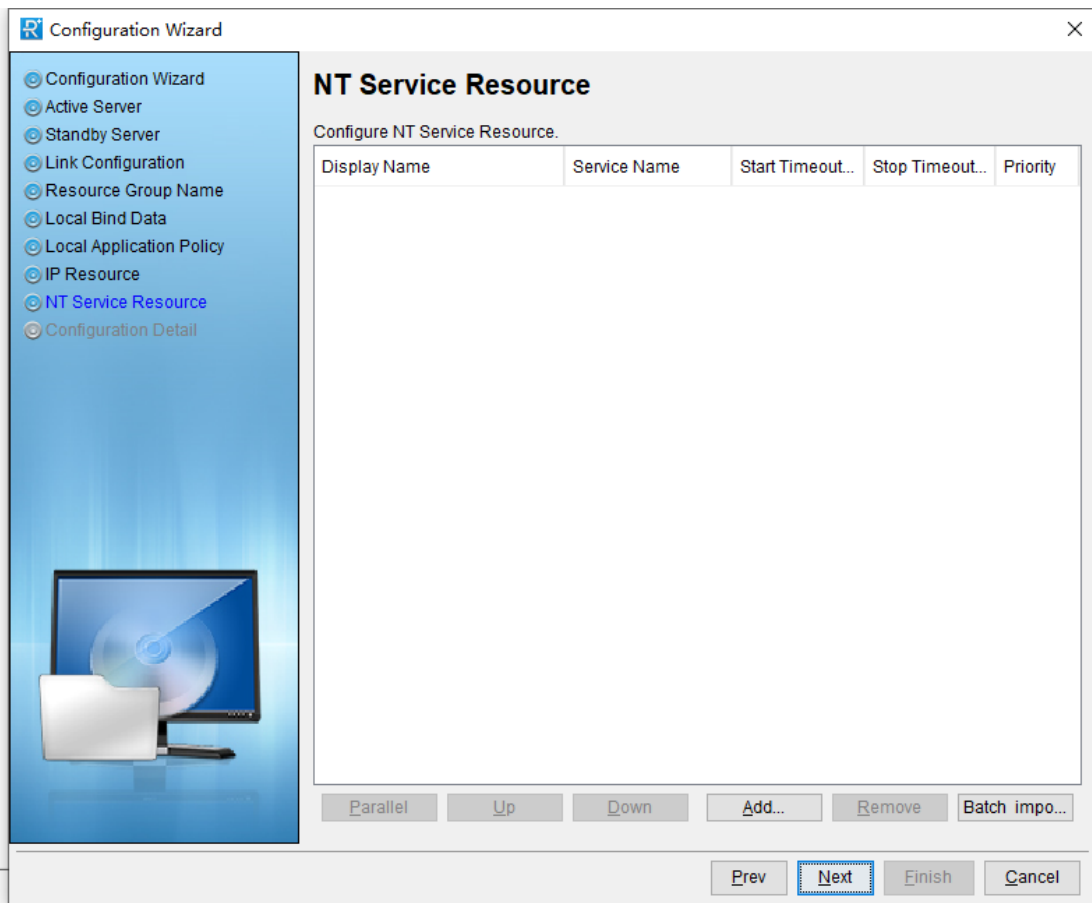 Configuration Wizard
Configuration Wizard
Active Server
Standby Server
Link Configuration
Resource Group Name
Local Bind Data
Local Application Policy
IP Resource
NT Service Resource
Configuration Detail
NT Service Resource
Configure NT Service Resource.
Display Name Service Name Start Timeout... Stop Timeout... Priority
Parallel Up Down Add... Remove Batch impo...
Prev Next Finish Cancel